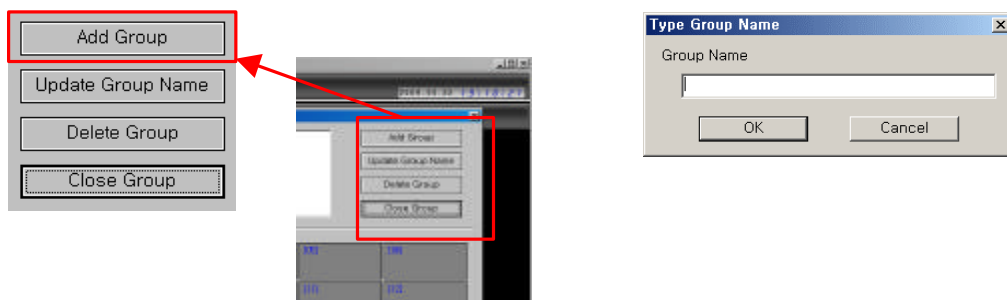 Add Group
Update Group Name
Delete Group
Close Group
Add Group
Update Group Name
Delete Group
Close Group
Type Group Name
Group Name
OK
Cancel